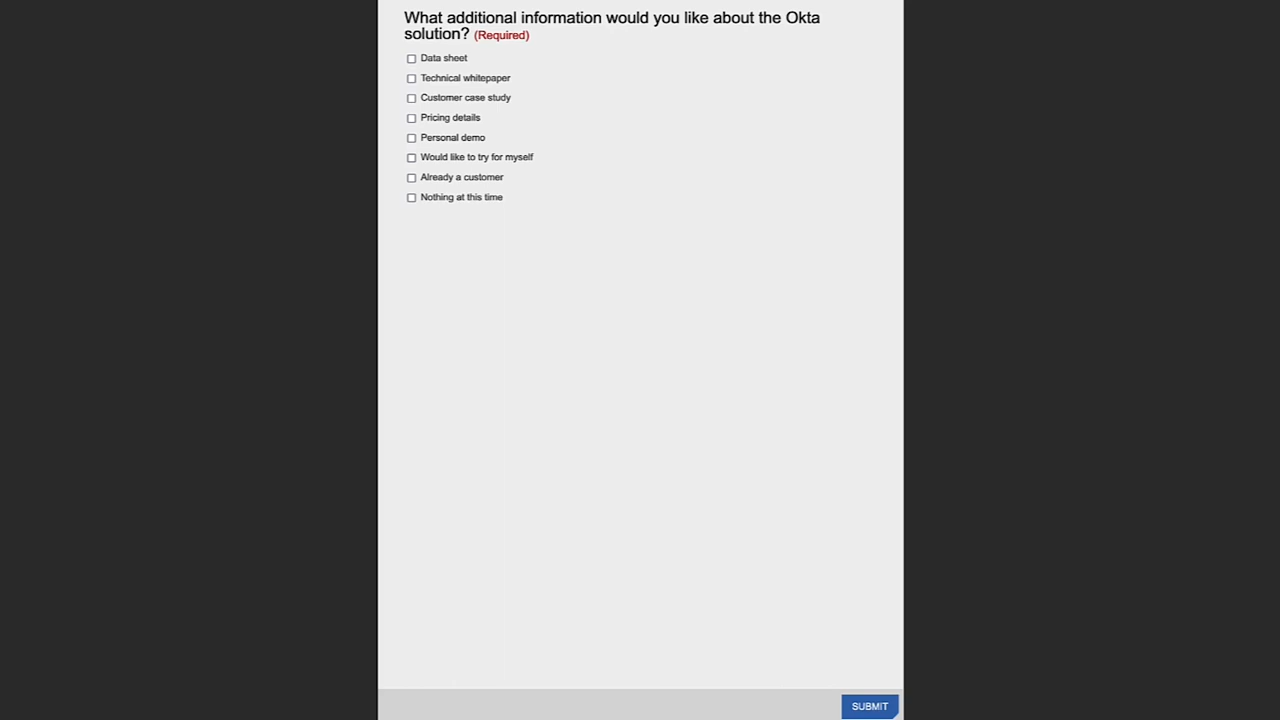 What additional information would you like about the Okta
solution? (Required)
Data sheet
Technical whitepaper
Customer case study
Pricing details
Personal demo
Would like to try for myself
Already a customer
Nothing at this time
SUBMIT